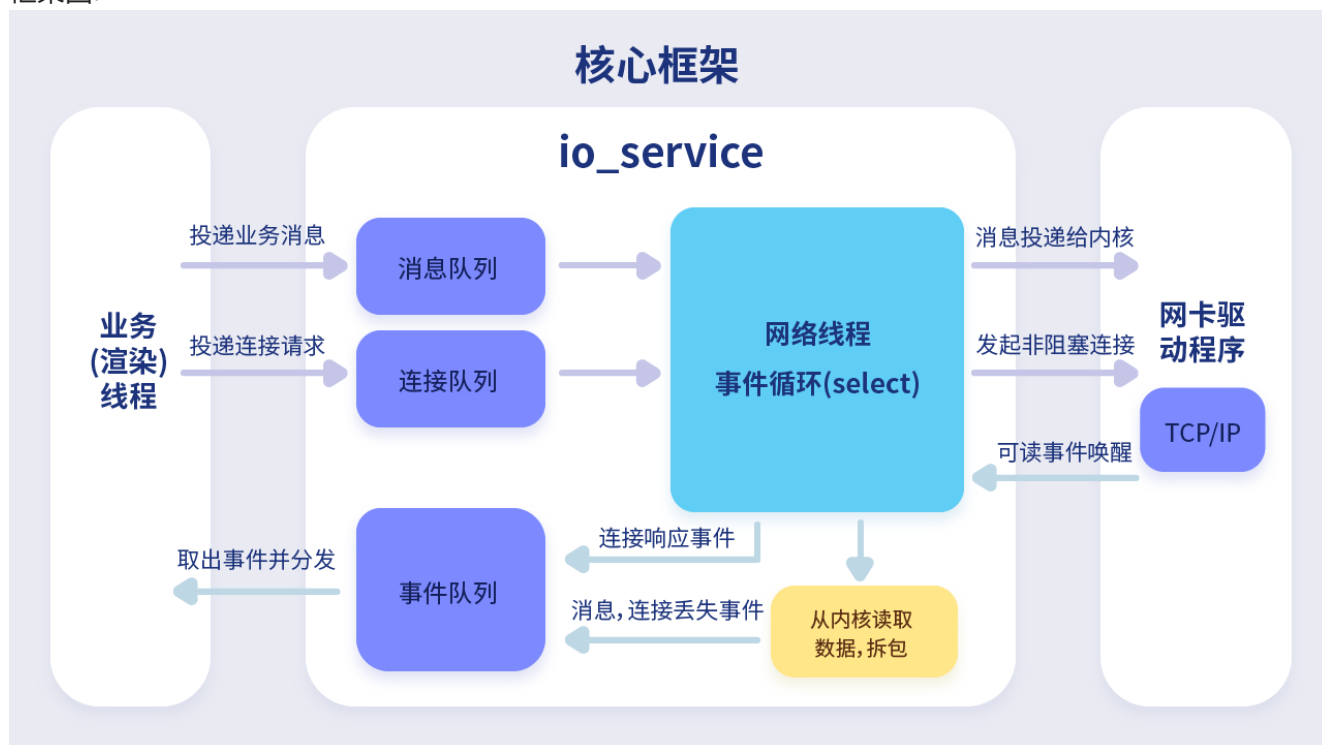 核心框架
io_service
投递业务消息
消息队列
消息投递给内核
业务
(渲染)
线程
投递连接请求
连接队列
网络线程
事件循环(select)
发起非阻塞连接
网卡驱
动程序
TCP/IP
可读事件唤醒
连接响应事件
取出事件并分发
事件队列
消息,连接丢失事件
从内核读取
数据,拆包